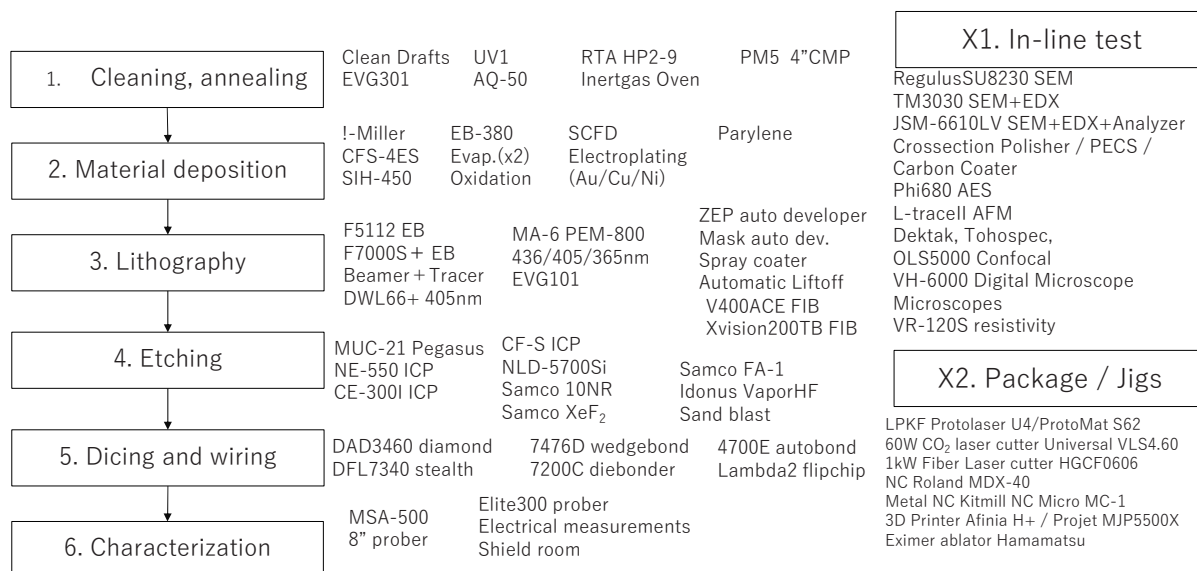 1. Cleaning, annealing
Clean Drafts UV1 RTA HP2-9 PM5 4”CMP
EVG301 AQ-50 Inertgas Oven
2. Material deposition
!-Miller EB-380 SCFD Parylene
CFS-4ES Evap.(x2) Electroplating
SIH-450 Oxidation (Au/Cu/Ni)
3. Lithography
F5112 EB
F7000S+ EB
Beamer+Tracer
DWL66+ 405nm
MA-6 PEM-800
436/405/365nm
EVG101
ZEP auto developer
Mask auto dev.
Spray coater
Automatic Liftoff
V400ACE FIB
Xvision200TB FIB
4. Etching
MUC-21 Pegasus
NE-550 ICP
CE-300I ICP
CF-S ICP
NLD-5700Si
Samco 10NR
Samco XeF₂
Samco FA-1
Idonus VaporHF
Sand blast
5. Dicing and wiring
DAD3460 diamond 7476D wedgebond 4700E autobond
DFL7340 stealth 7200C diebonder Lambda2 flipchip
6. Characterization
MSA-500
8” prober
Elite300 prober
Electrical measurements
Shield room
X1. In-line test
RegulusSU8230 SEM
TM3030 SEM+EDX
JSM-6610LV SEM+EDX+Analyzer
Crossection Polisher / PECS /
Carbon Coater
Phi680 AES
L-tracell AFM
Dektak, Tohospec,
OLS5000 Confocal
VH-6000 Digital Microscope
Microscopes
VR-120S resistivity
X2. Package / Jigs
LPKF Protolaser U4/ProtoMat S62
60W CO₂ laser cutter Universal VLS4.60
1kW Fiber Laser cutter HGCF0606
NC Roland MDX-40
Metal NC Kitmill NC Micro MC-1
3D Printer Afinia H+ / Projet MJP5500X
Eximer ablator Hamamatsu